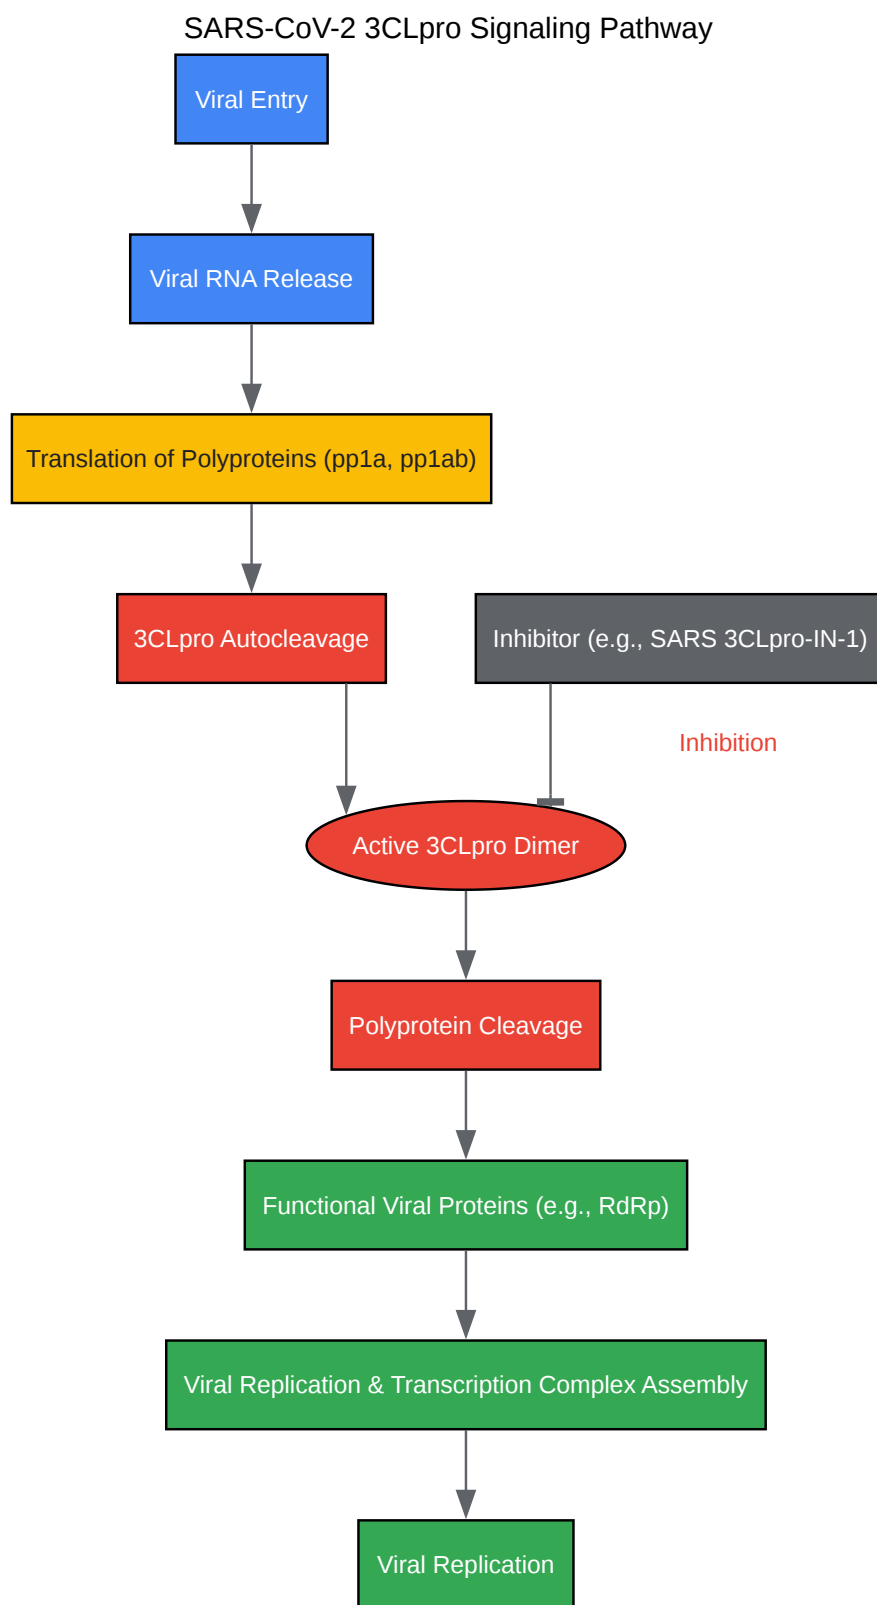 SARS-CoV-2 3CLpro Signaling Pathway
Viral Entry
Viral RNA Release
Translation of Polyproteins (pp1a, pp1ab)
3CLpro Autocleavage
Inhibitor (e.g., SARS 3CLpro-IN-1)
Inhibition
Active 3CLpro Dimer
Polyprotein Cleavage
Functional Viral Proteins (e.g., RdRp)
Viral Replication & Transcription Complex Assembly
Viral Replication